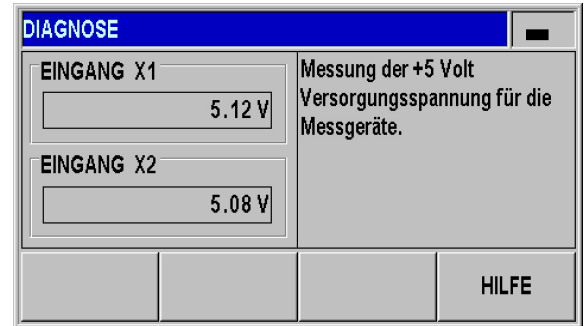 DIAGNOSE
EINGANG X1
5.12 V
EINGANG X2
5.08 V
Messung der +5 Volt
Versorgungsspannung für die
Messgeräte.
HILFE